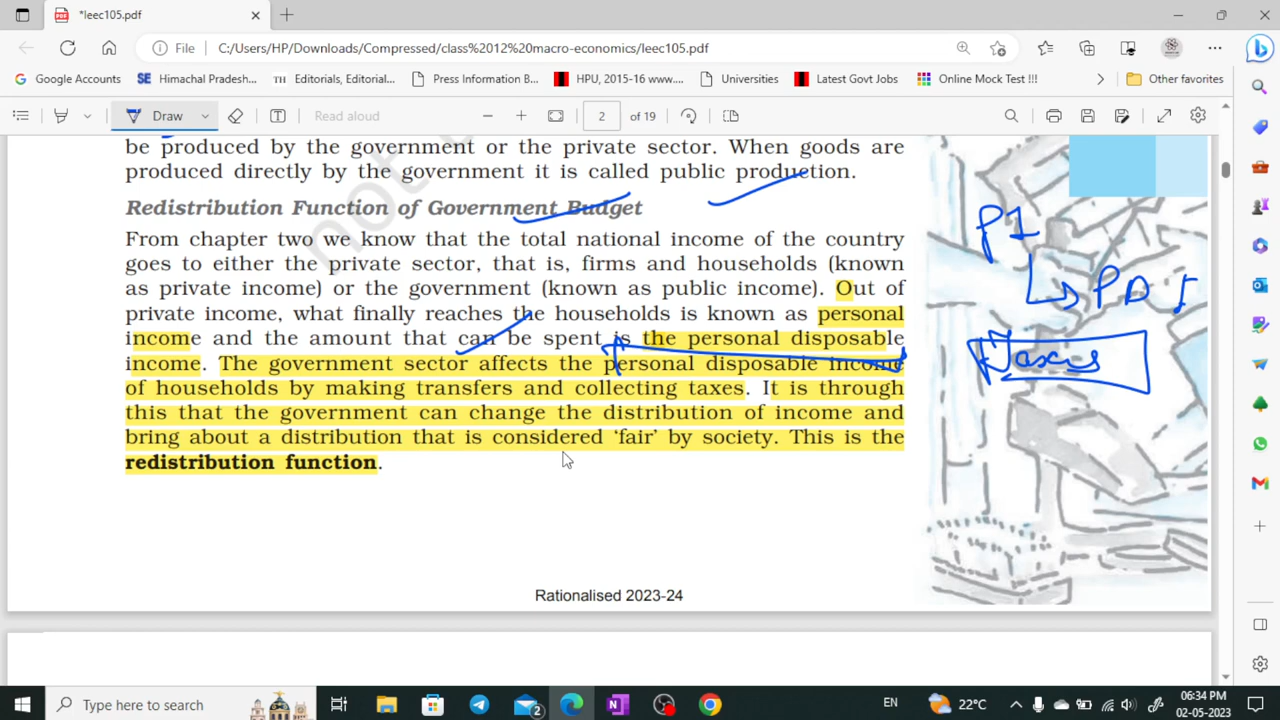 *leec105.pdf
File C:/Users/HP/Downloads/Compressed/class%2012%20macro-economics/leec105.pdf
Google Accounts SE Himachal Pradesh... TH Editorials, Editorial... Press Information B... HPU, 2015-16 www.... Universities Latest Govt Jobs Online Mock Test !!! Other favorites
Draw Read aloud 2 of 19
be produced by the government or the private sector. When goods are
produced directly by the government it is called public production.
Redistribution Function of Government Budget
From chapter two we know that the total national income of the country
goes to either the private sector, that is, firms and households (known
as private income) or the government (known as public income). Out of
private income, what finally reaches the households is known as personal
income and the amount that can be spent is the personal disposable
income. The government sector affects the personal disposable income
of households by making transfers and collecting taxes. It is through
this that the government can change the distribution of income and
bring about a distribution that is considered ‘fair’ by society. This is the
redistribution function.
PI
PDI
Taxes
not
Rationalised 2023-24
Type here to search
2
EN 22°C 06:34 PM
02-05-2023